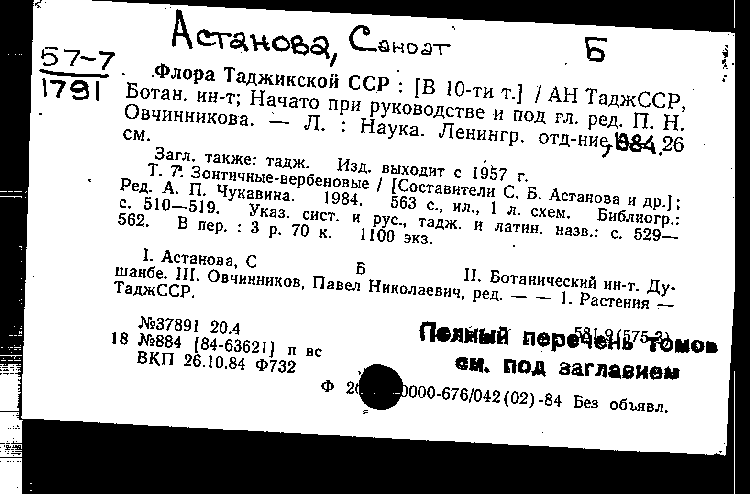 Астанова, Саноат Б
57-7
1791
Флора Таджикской ССР : [В 10-ти т.] / АН ТаджССР,
Ботан. ин-т; Начато при руководстве и под гл. ред. П. Н.
Овчинникова. — Л. : Наука. Ленингр. отд-ние, 1984. 26
см.
Загл. также: тадж. Изд. выходит с 1957 г.
Т. 7. Зонтичные-вербеновые / [Составители С. Б. Астанова и др.];
Ред. А. П. Чукавина. 1984. 563 с., ил., 1 л. схем. Библиогр.:
с. 510—519. Указ. сист. и рус., тадж. и латин. назв.: с. 529—
562. В пер. : 3 р. 70 к. 1100 экз.
I. Астанова, С Б II. Ботанический ин-т. Ду-
шанбе. III. Овчинников, Павел Николаевич, ред. — — 1. Растения —
ТаджССР.
№37891 20.4 581.9(575.3)
18 №884 [84-63621] п вс
ВКП 26.10.84 Ф732
Полный перечень томов
см. под заглавием
Ф 20000-676/042(02)-84 Без объявл.